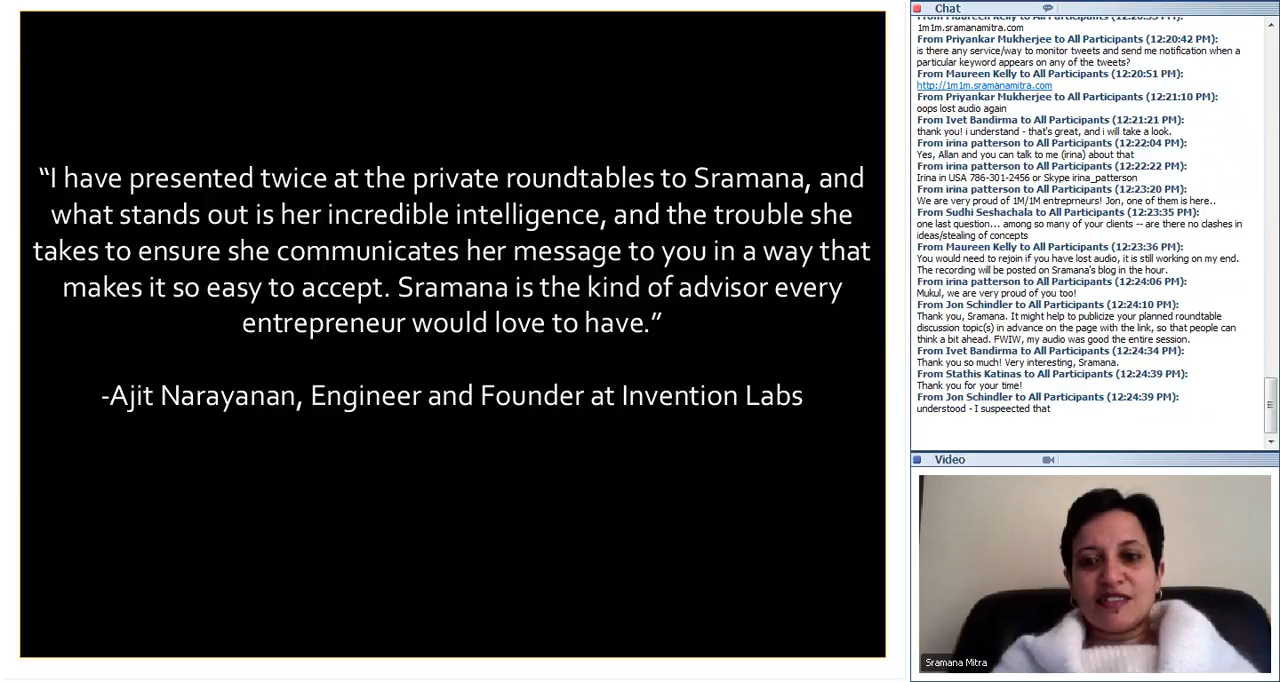 “I have presented twice at the private roundtables to Sramana, and
what stands out is her incredible intelligence, and the trouble she
takes to ensure she communicates her message to you in a way that
makes it so easy to accept. Sramana is the kind of advisor every
entrepreneur would love to have.”
-Ajit Narayanan, Engineer and Founder at Invention Labs
Chat
From Maureen Kelly to All Participants (12:20:35 PM):
1m1m.sramanamitra.com
From Priyankar Mukherjee to All Participants (12:20:42 PM):
is there any service/way to monitor tweets and send me notification when a
particular keyword appears on any of the tweets?
From Maureen Kelly to All Participants (12:20:51 PM):
http://1m1m.sramanamitra.com
From Priyankar Mukherjee to All Participants (12:21:10 PM):
oops lost audio again
From Ivet Bandirma to All Participants (12:21:21 PM):
thank you! i understand - that's great, and i will take a look.
From irina patterson to All Participants (12:22:04 PM):
Yes, Allan and you can talk to me (irina) about that
From irina patterson to All Participants (12:22:22 PM):
Irina in USA 786-301-2456 or Skype irina_patterson
From irina patterson to All Participants (12:23:20 PM):
We are very proud of 1M/1M entreprneurs! Jon, one of them is here..
From Sudhi Seshachala to All Participants (12:23:35 PM):
one last question... among so many of your clients -- are there no clashes in
ideas/stealing of concepts
From Maureen Kelly to All Participants (12:23:36 PM):
You would need to rejoin if you have lost audio, it is still working on my end.
The recording will be posted on Sramana's blog in the hour.
From irina patterson to All Participants (12:24:06 PM):
Mukul, we are very proud of you too!
From Jon Schindler to All Participants (12:24:10 PM):
Thank you, Sramana. It might help to publicize your planned roundtable
discussion topic(s) in advance on the page with the link, so that people can
think a bit ahead. FWIW, my audio was good the entire session.
From Ivet Bandirma to All Participants (12:24:34 PM):
Thank you so much! Very interesting, Sramana.
From Stathis Katinas to All Participants (12:24:39 PM):
Thank you for your time!
From Jon Schindler to All Participants (12:24:39 PM):
understood - I suspeected that
Video
Sramana Mitra